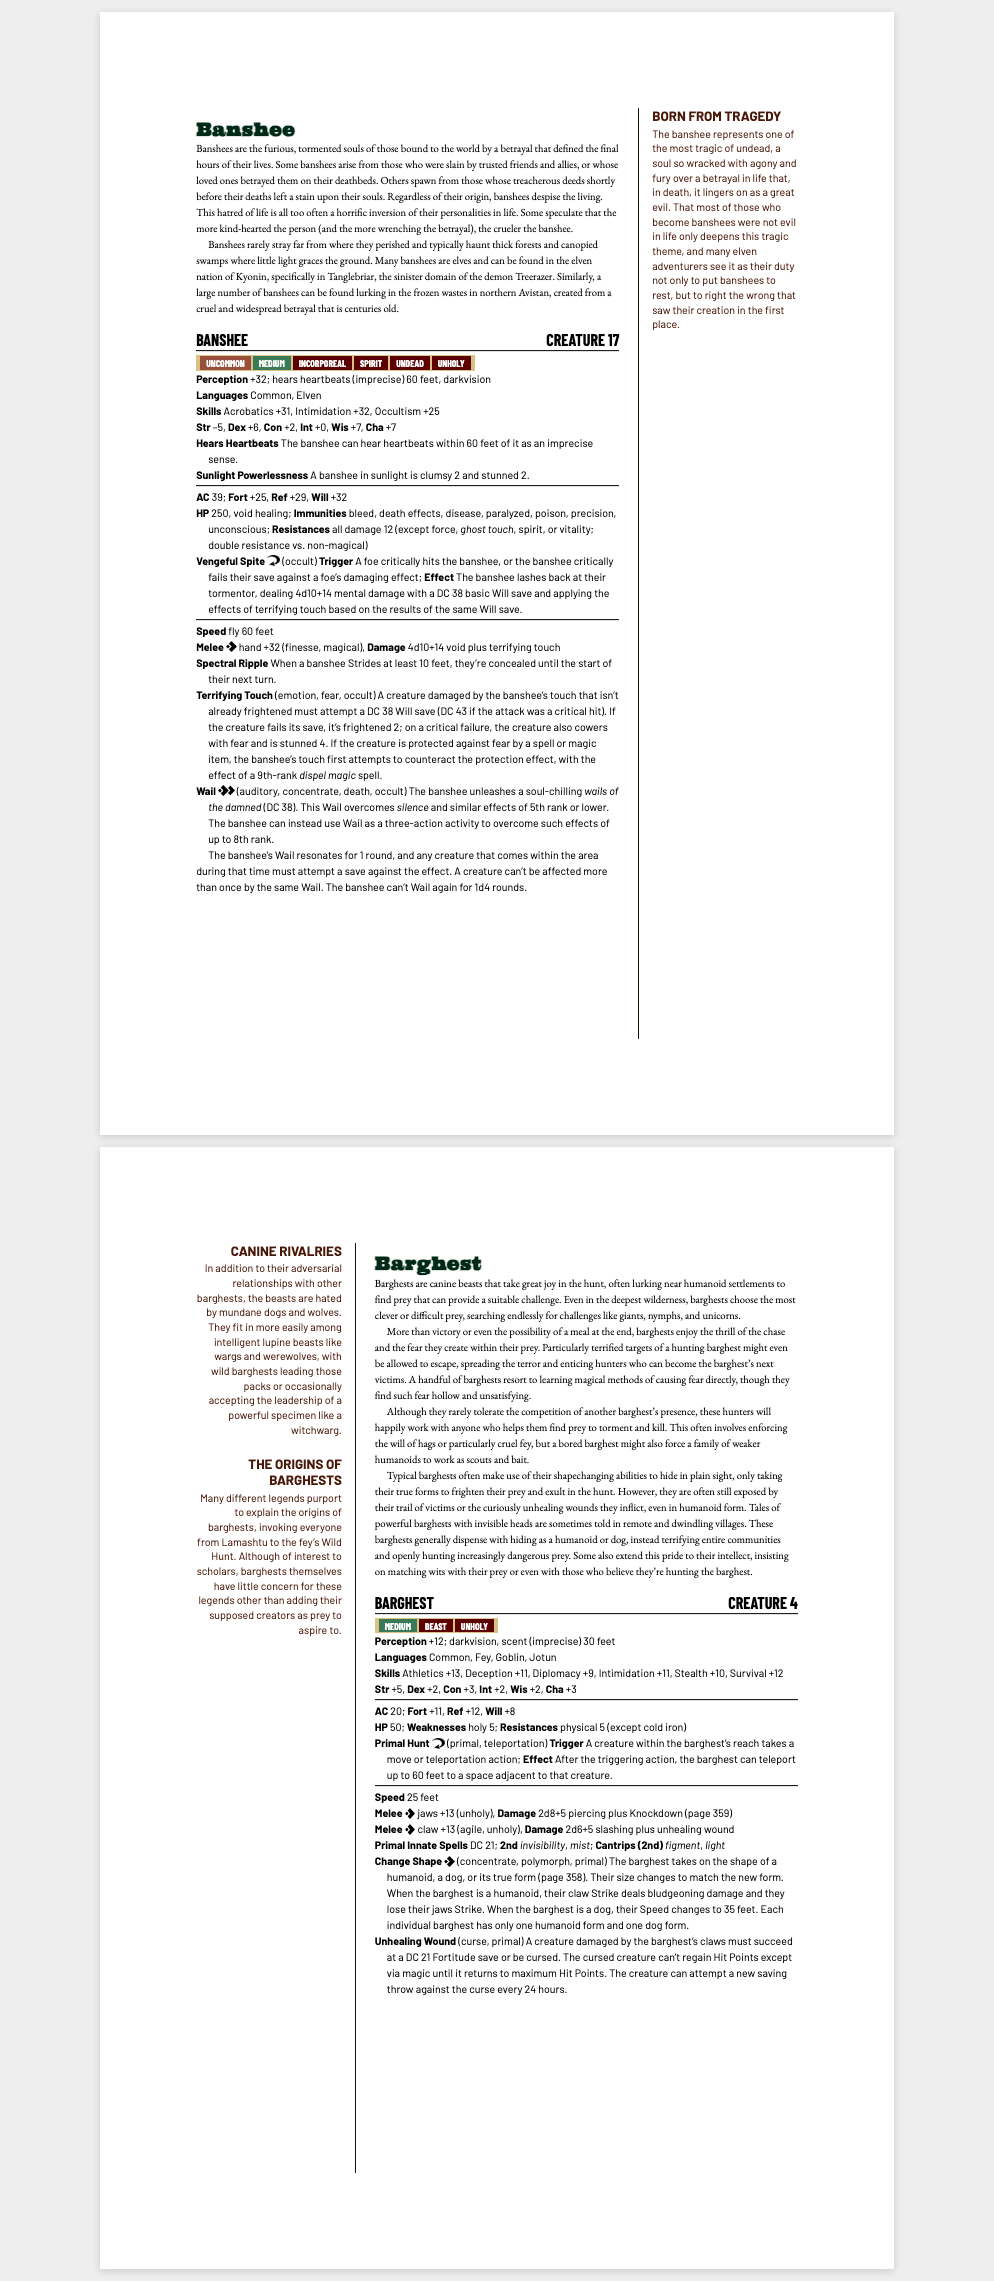 Banshee
Banshees are the furious, tormented souls of those bound to the world by a betrayal that defined the final
hours of their lives. Some banshees arise from those who were slain by trusted friends and allies, or whose
loved ones betrayed them on their deathbeds. Others spawn from those whose treacherous deeds shortly
before their deaths left a stain upon their souls. Regardless of their origin, banshees despise the living.
This hatred of life is all too often a horrific inversion of their personalities in life. Some speculate that the
more kind-hearted the person (and the more wrenching the betrayal), the crueler the banshee.
Banshees rarely stray far from where they perished and typically haunt thick forests and canopied
swamps where little light graces the ground. Many banshees are elves and can be found in the elven
nation of Kyonin, specifically in Tanglebriar, the sinister domain of the demon Treerazer. Similarly, a
large number of banshees can be found lurking in the frozen wastes in northern Avistan, created from a
cruel and widespread betrayal that is centuries old.
BANSHEE CREATURE 17
UNCOMMON MEDIUM INCORPOREAL SPIRIT UNDEAD UNHOLY
Perception +32; hears heartbeats (imprecise) 60 feet, darkvision
Languages Common, Elven
Skills Acrobatics +31, Intimidation +32, Occultism +25
Str –5, Dex +6, Con +2, Int +0, Wis +7, Cha +7
Hears Heartbeats The banshee can hear heartbeats within 60 feet of it as an imprecise
sense.
Sunlight Powerlessness A banshee in sunlight is clumsy 2 and stunned 2.
AC 39; Fort +25, Ref +29, Will +32
HP 250, void healing; Immunities bleed, death effects, disease, paralyzed, poison, precision,
unconscious; Resistances all damage 12 (except force, ghost touch, spirit, or vitality;
double resistance vs. non-magical)
Vengeful Spite (occult) Trigger A foe critically hits the banshee, or the banshee critically
fails their save against a foe's damaging effect; Effect The banshee lashes back at their
tormentor, dealing 4d10+14 mental damage with a DC 38 basic Will save and applying the
effects of terrifying touch based on the results of the same Will save.
Speed fly 60 feet
Melee hand +32 (finesse, magical), Damage 4d10+14 void plus terrifying touch
Spectral Ripple When a banshee Strides at least 10 feet, they're concealed until the start of
their next turn.
Terrifying Touch (emotion, fear, occult) A creature damaged by the banshee's touch that isn't
already frightened must attempt a DC 38 Will save (DC 43 if the attack was a critical hit). If
the creature fails its save, it's frightened 2; on a critical failure, the creature also cowers
with fear and is stunned 4. If the creature is protected against fear by a spell or magic
item, the banshee's touch first attempts to counteract the protection effect, with the
effect of a 9th-rank dispel magic spell.
Wail (auditory, concentrate, death, occult) The banshee unleashes a soul-chilling wails of
the damned (DC 38). This Wail overcomes silence and similar effects of 5th rank or lower.
The banshee can instead use Wail as a three-action activity to overcome such effects of
up to 8th rank.
The banshee's Wail resonates for 1 round, and any creature that comes within the area
during that time must attempt a save against the effect. A creature can't be affected more
than once by the same Wail. The banshee can't Wail again for 1d4 rounds.
BORN FROM TRAGEDY
The banshee represents one of
the most tragic of undead, a
soul so wracked with agony and
fury over a betrayal in life that,
in death, it lingers on as a great
evil. That most of those who
become banshees were not evil
in life only deepens this tragic
theme, and many elven
adventurers see it as their duty
not only to put banshees to
rest, but to right the wrong that
saw their creation in the first
place.
CANINE RIVALRIES
In addition to their adversarial
relationships with other
barghests, the beasts are hated
by mundane dogs and wolves.
They fit in more easily among
intelligent lupine beasts like
wargs and werewolves, with
wild barghests leading those
packs or occasionally
accepting the leadership of a
powerful specimen like a
witchwarg.
THE ORIGINS OF
BARGHESTS
Many different legends purport
to explain the origins of
barghests, invoking everyone
from Lamashtu to the fey's Wild
Hunt. Although of interest to
scholars, barghests themselves
have little concern for these
legends other than adding their
supposed creators as prey to
aspire to.
Barghest
Barghests are canine beasts that take great joy in the hunt, often lurking near humanoid settlements to
find prey that can provide a suitable challenge. Even in the deepest wilderness, barghests choose the most
clever or difficult prey, searching endlessly for challenges like giants, nymphs, and unicorns.
More than victory or even the possibility of a meal at the end, barghests enjoy the thrill of the chase
and the fear they create within their prey. Particularly terrified targets of a hunting barghest might even
be allowed to escape, spreading the terror and enticing hunters who can become the barghest's next
victims. A handful of barghests resort to learning magical methods of causing fear directly, though they
find such fear hollow and unsatisfying.
Although they rarely tolerate the competition of another barghest's presence, these hunters will
happily work with anyone who helps them find prey to torment and kill. This often involves enforcing
the will of hags or particularly cruel fey, but a bored barghest might also force a family of weaker
humanoids to work as scouts and bait.
Typical barghests often make use of their shapechanging abilities to hide in plain sight, only taking
their true forms to frighten their prey and exult in the hunt. However, they are often still exposed by
their trail of victims or the curiously unhealing wounds they inflict, even in humanoid form. Tales of
powerful barghests with invisible heads are sometimes told in remote and dwindling villages. These
barghests generally dispense with hiding as a humanoid or dog, instead terrifying entire communities
and openly hunting increasingly dangerous prey. Some also extend this pride to their intellect, insisting
on matching wits with their prey or even with those who believe they're hunting the barghest.
BARGHEST CREATURE 4
MEDIUM BEAST UNHOLY
Perception +12; darkvision, scent (imprecise) 30 feet
Languages Common, Fey, Goblin, Jotun
Skills Athletics +13, Deception +11, Diplomacy +9, Intimidation +11, Stealth +10, Survival +12
Str +5, Dex +2, Con +3, Int +2, Wis +2, Cha +3
AC 20; Fort +11, Ref +12, Will +8
HP 50; Weaknesses holy 5; Resistances physical 5 (except cold iron)
Primal Hunt (primal, teleportation) Trigger A creature within the barghest's reach takes a
move or teleportation action; Effect After the triggering action, the barghest can teleport
up to 60 feet to a space adjacent to that creature.
Speed 25 feet
Melee jaws +13 (unholy), Damage 2d8+5 piercing plus Knockdown (page 359)
Melee claw +13 (agile, unholy), Damage 2d6+5 slashing plus unhealing wound
Primal Innate Spells DC 21; 2nd invisibility, mist; Cantrips (2nd) figment, light
Change Shape (concentrate, polymorph, primal) The barghest takes on the shape of a
humanoid, a dog, or its true form (page 358). Their size changes to match the new form.
When the barghest is a humanoid, their claw Strike deals bludgeoning damage and they
lose their jaws Strike. When the barghest is a dog, their Speed changes to 35 feet. Each
individual barghest has only one humanoid form and one dog form.
Unhealing Wound (curse, primal) A creature damaged by the barghest's claws must succeed
at a DC 21 Fortitude save or be cursed. The cursed creature can't regain Hit Points except
via magic until it returns to maximum Hit Points. The creature can attempt a new saving
throw against the curse every 24 hours.